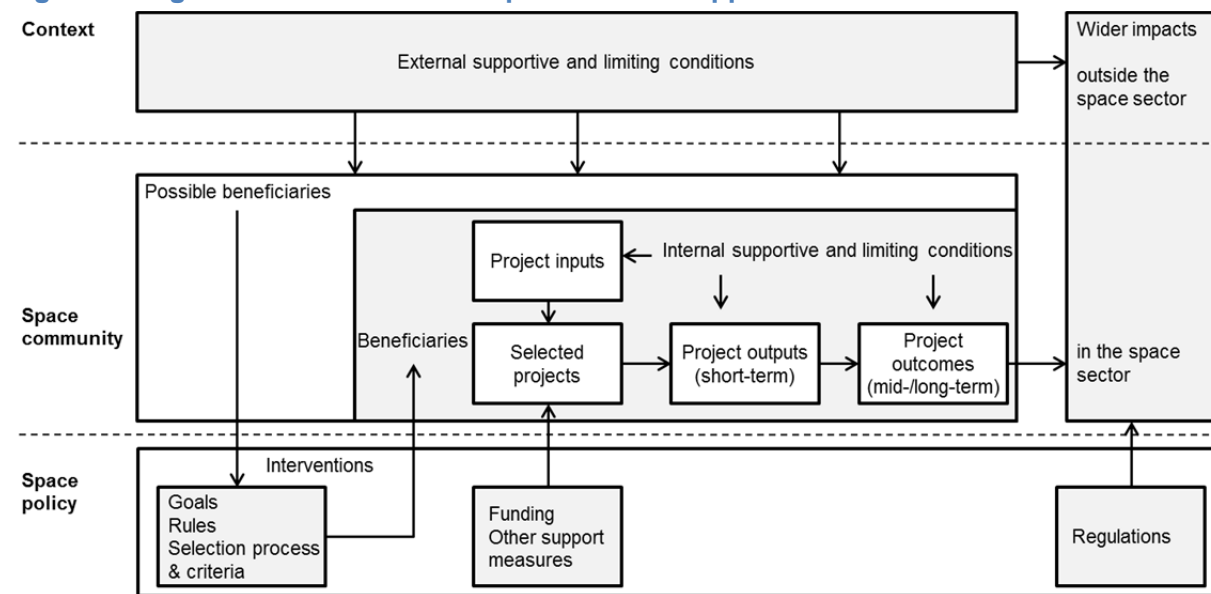 Context
External supportive and limiting conditions
Wider impacts
outside the
space sector
Possible beneficiaries
Project inputs
Internal supportive and limiting conditions
Space
community
Beneficiaries
Selected
projects
Project outputs
(short-term)
Project
outcomes
(mid-/long-term)
in the space
sector
Space
policy
Interventions
Goals
Rules
Selection process
& criteria
Funding
Other support
measures
Regulations